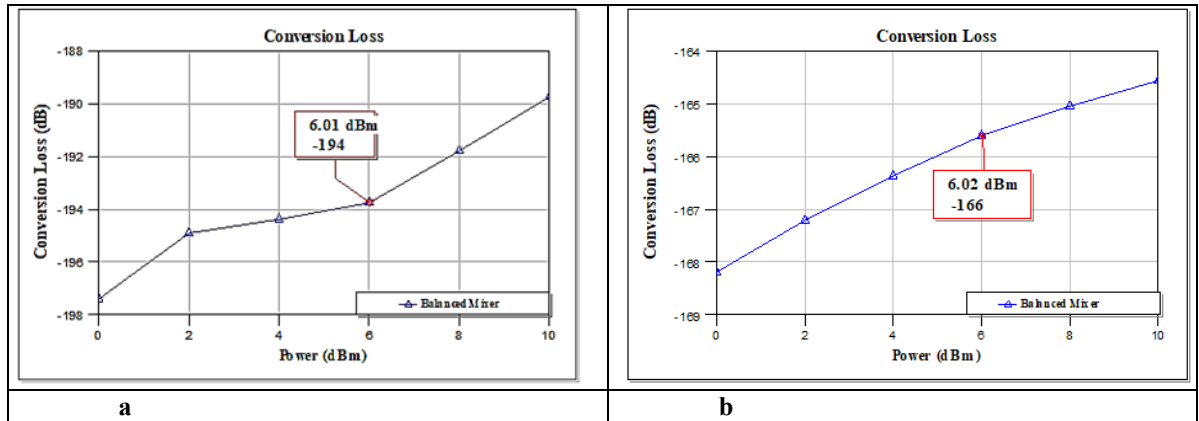 Conversion Loss
Conversion Loss (dB)
-188
-190
-192
-194
-196
-198
6.01 dBm
-194
Balanced Mixer
0 2 4 6 8 10
Power (dBm)
a
Conversion Loss
Conversion Loss (dB)
-164
-165
-166
-167
-168
-169
6.02 dBm
-166
Balanced Mixer
0 2 4 6 8 10
Power (dBm)
b